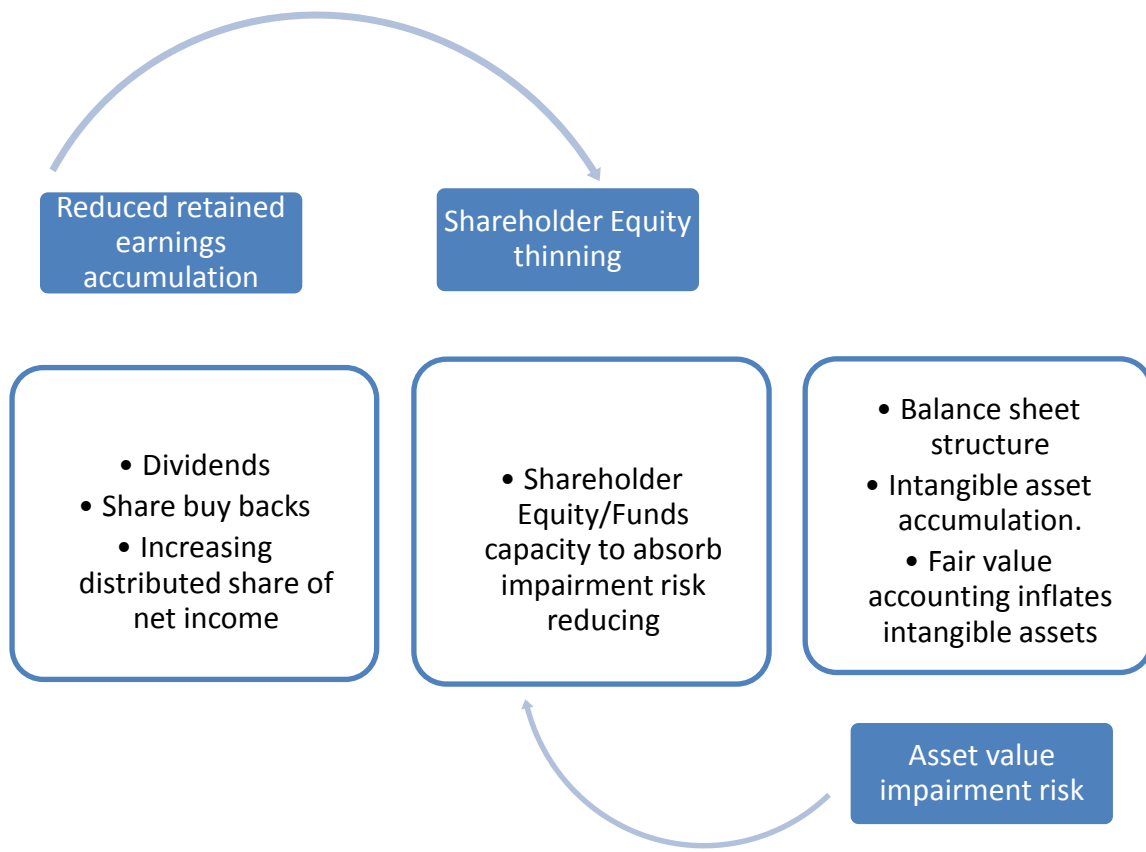 Reduced retained
earnings
accumulation
Shareholder Equity
thinning
• Dividends
• Share buy backs
• Increasing
distributed share of
net income
• Shareholder
Equity/Funds
capacity to absorb
impairment risk
reducing
• Balance sheet
structure
• Intangible asset
accumulation.
• Fair value
accounting inflates
intangible assets
Asset value
impairment risk